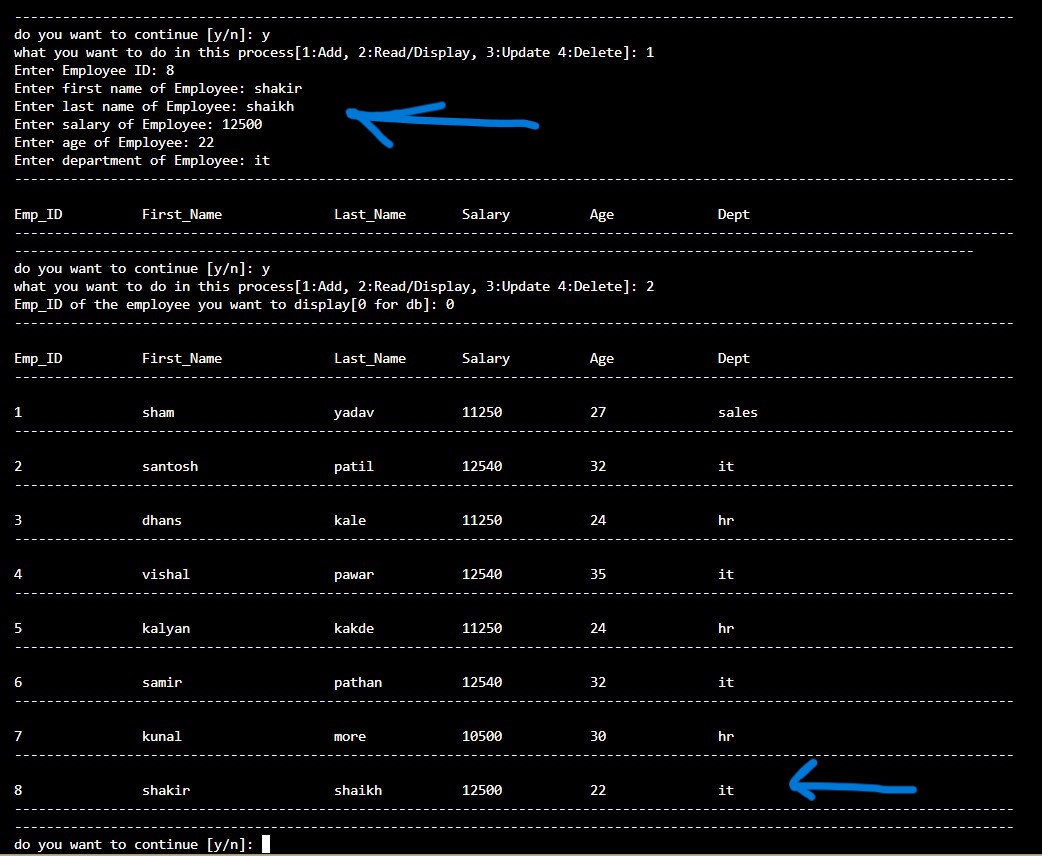 ---------------------------------------------------------------------------------------------------------------------------
do you want to continue [y/n]: y
what you want to do in this process[1:Add, 2:Read/Display, 3:Update 4:Delete]: 1
Enter Employee ID: 8
Enter first name of Employee: shakir
Enter last name of Employee: shaikh
Enter salary of Employee: 12500
Enter age of Employee: 22
Enter department of Employee: it
---------------------------------------------------------------------------------------------------------------------------
Emp_ID First_Name Last_Name Salary Age Dept
---------------------------------------------------------------------------------------------------------------------------
------------------------------------------------------------------------------------------------------------------------
do you want to continue [y/n]: y
what you want to do in this process[1:Add, 2:Read/Display, 3:Update 4:Delete]: 2
Emp_ID of the employee you want to display[0 for db]: 0
---------------------------------------------------------------------------------------------------------------------------
Emp_ID First_Name Last_Name Salary Age Dept
---------------------------------------------------------------------------------------------------------------------------
1 sham yadav 11250 27 sales
---------------------------------------------------------------------------------------------------------------------------
2 santosh patil 12540 32 it
---------------------------------------------------------------------------------------------------------------------------
3 dhans kale 11250 24 hr
---------------------------------------------------------------------------------------------------------------------------
4 vishal pawar 12540 35 it
---------------------------------------------------------------------------------------------------------------------------
5 kalyan kakde 11250 24 hr
---------------------------------------------------------------------------------------------------------------------------
6 samir pathan 12540 32 it
---------------------------------------------------------------------------------------------------------------------------
7 kunal more 10500 30 hr
---------------------------------------------------------------------------------------------------------------------------
8 shakir shaikh 12500 22 it
---------------------------------------------------------------------------------------------------------------------------
---------------------------------------------------------------------------------------------------------------------------
do you want to continue [y/n]: